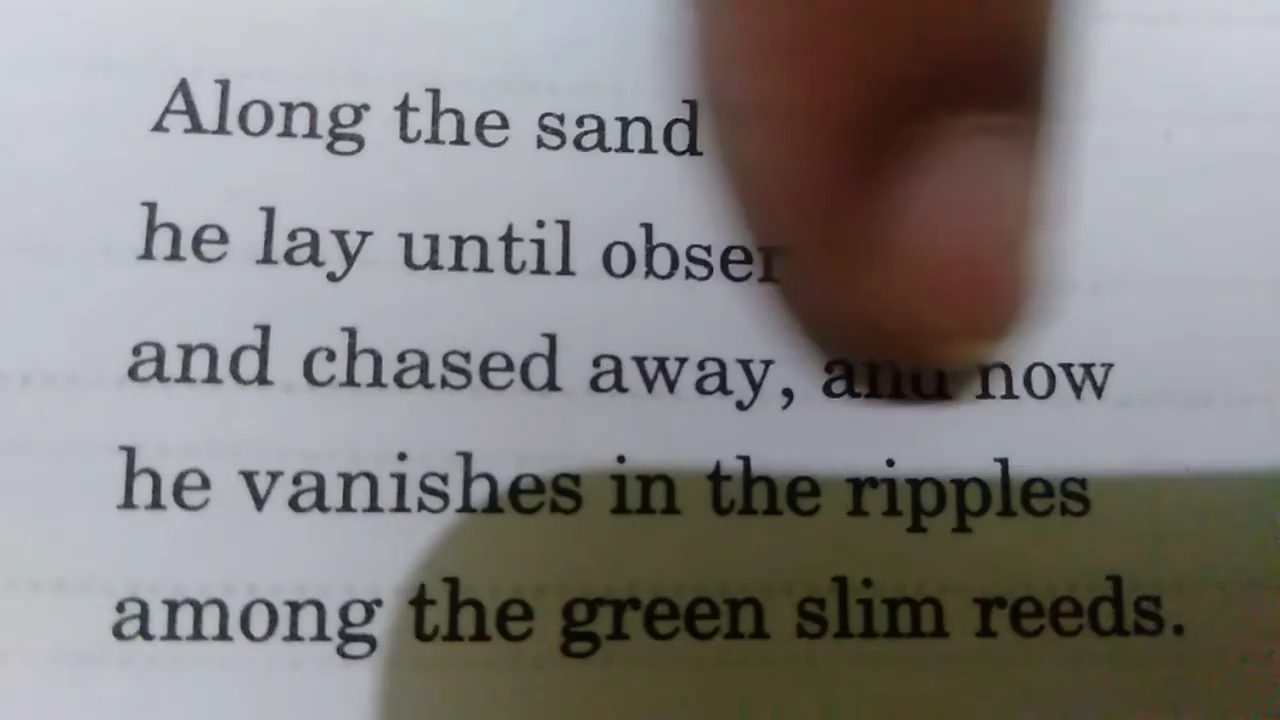 Along the sand
he lay until
and chased away, and now
he vanishes in the ripples
among the green slim reeds.